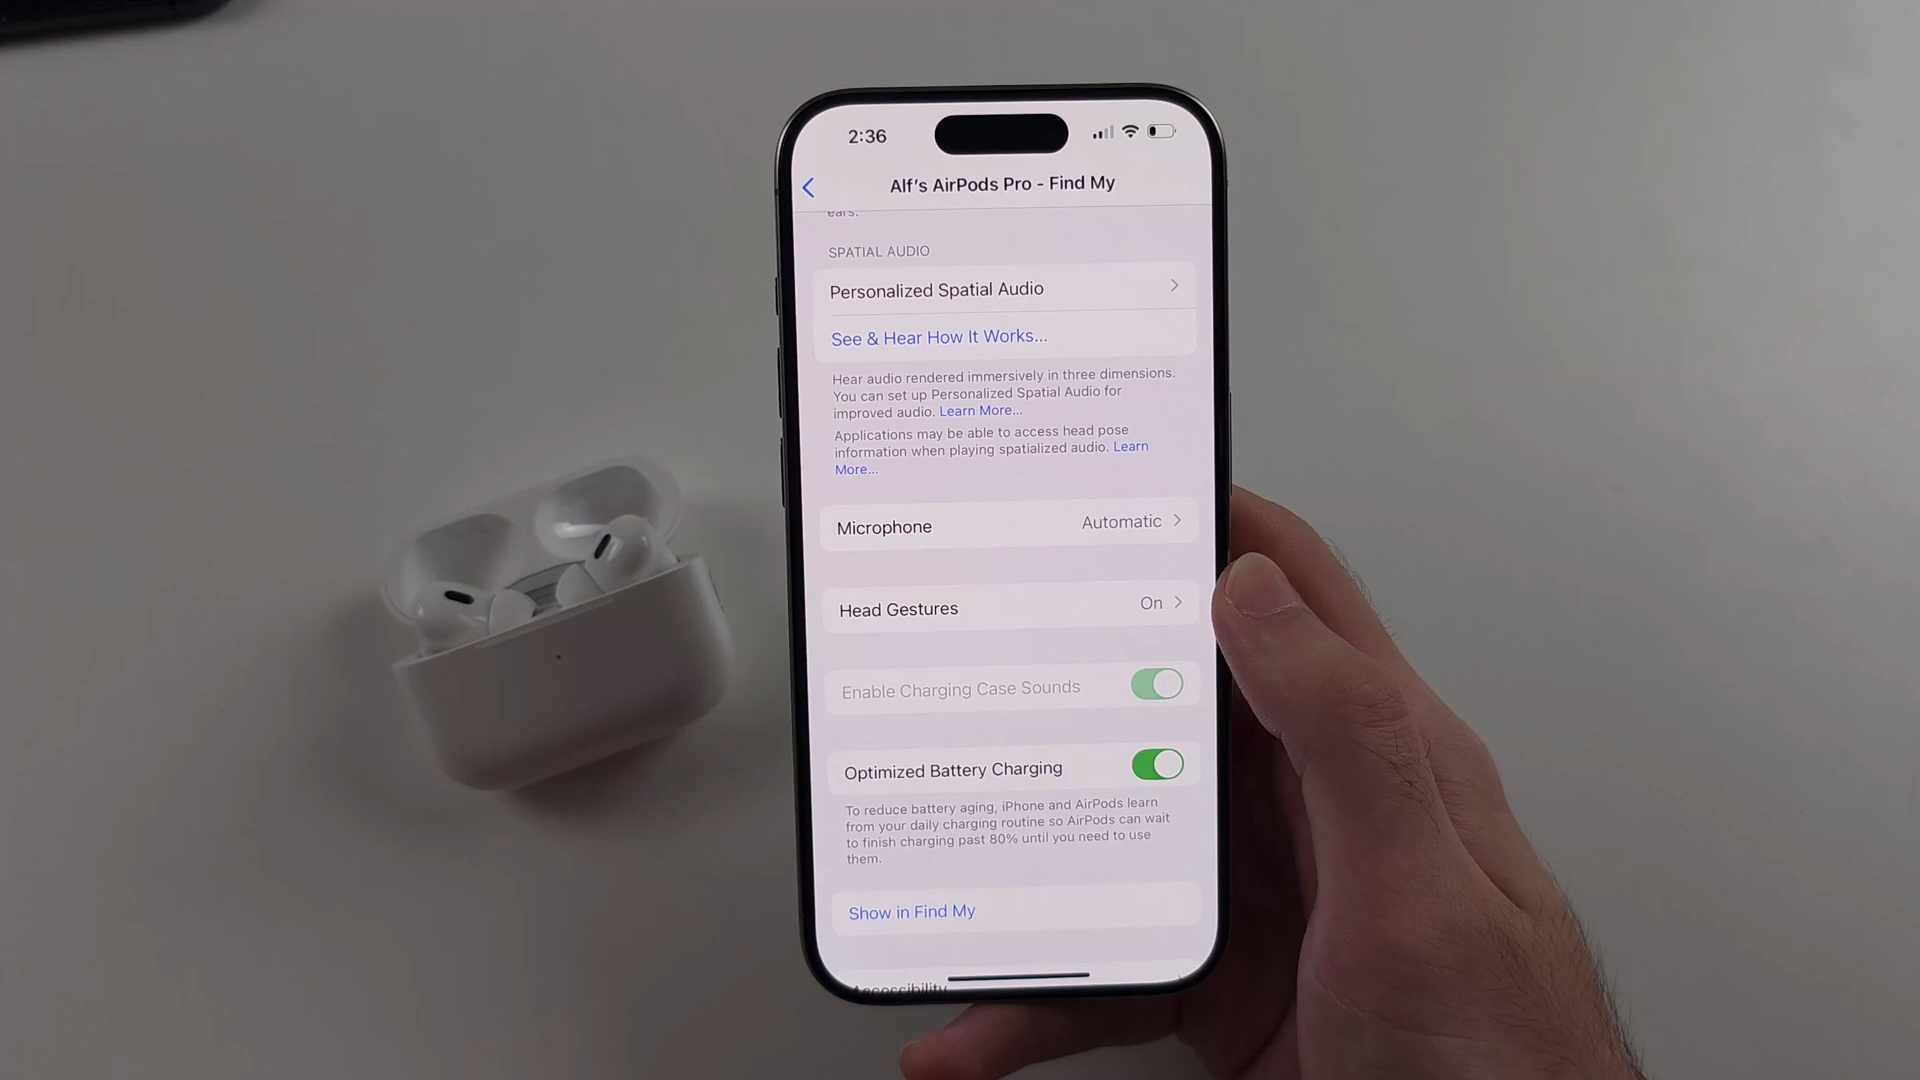 2:36
Alf's AirPods Pro - Find My
ears.
SPATIAL AUDIO
Personalized Spatial Audio
See & Hear How It Works...
Hear audio rendered immersively in three dimensions.
You can set up Personalized Spatial Audio for
improved audio. Learn More...
Applications may be able to access head pose
information when playing spatialized audio. Learn
More...
Microphone Automatic
Head Gestures On
Enable Charging Case Sounds
Optimized Battery Charging
To reduce battery aging, iPhone and AirPods learn
from your daily charging routine so AirPods can wait
to finish charging past 80% until you need to use
them.
Show in Find My
Accessibility